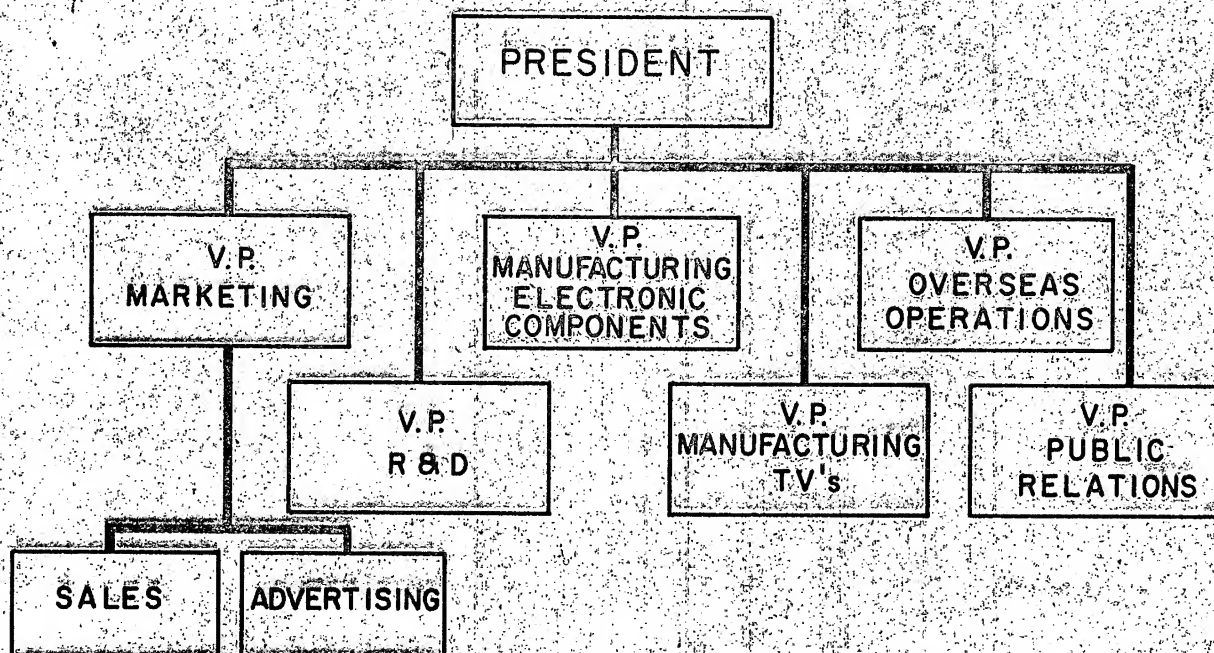 PRESIDENT
V.P.
MARKETING
V.P.
MANUFACTURING
ELECTRONIC
COMPONENTS
V.P.
OVERSEAS
OPERATIONS
V.P.
R & D
V.P.
MANUFACTURING
TV's
V.P.
PUBLIC
RELATIONS
SALES
ADVERTISING